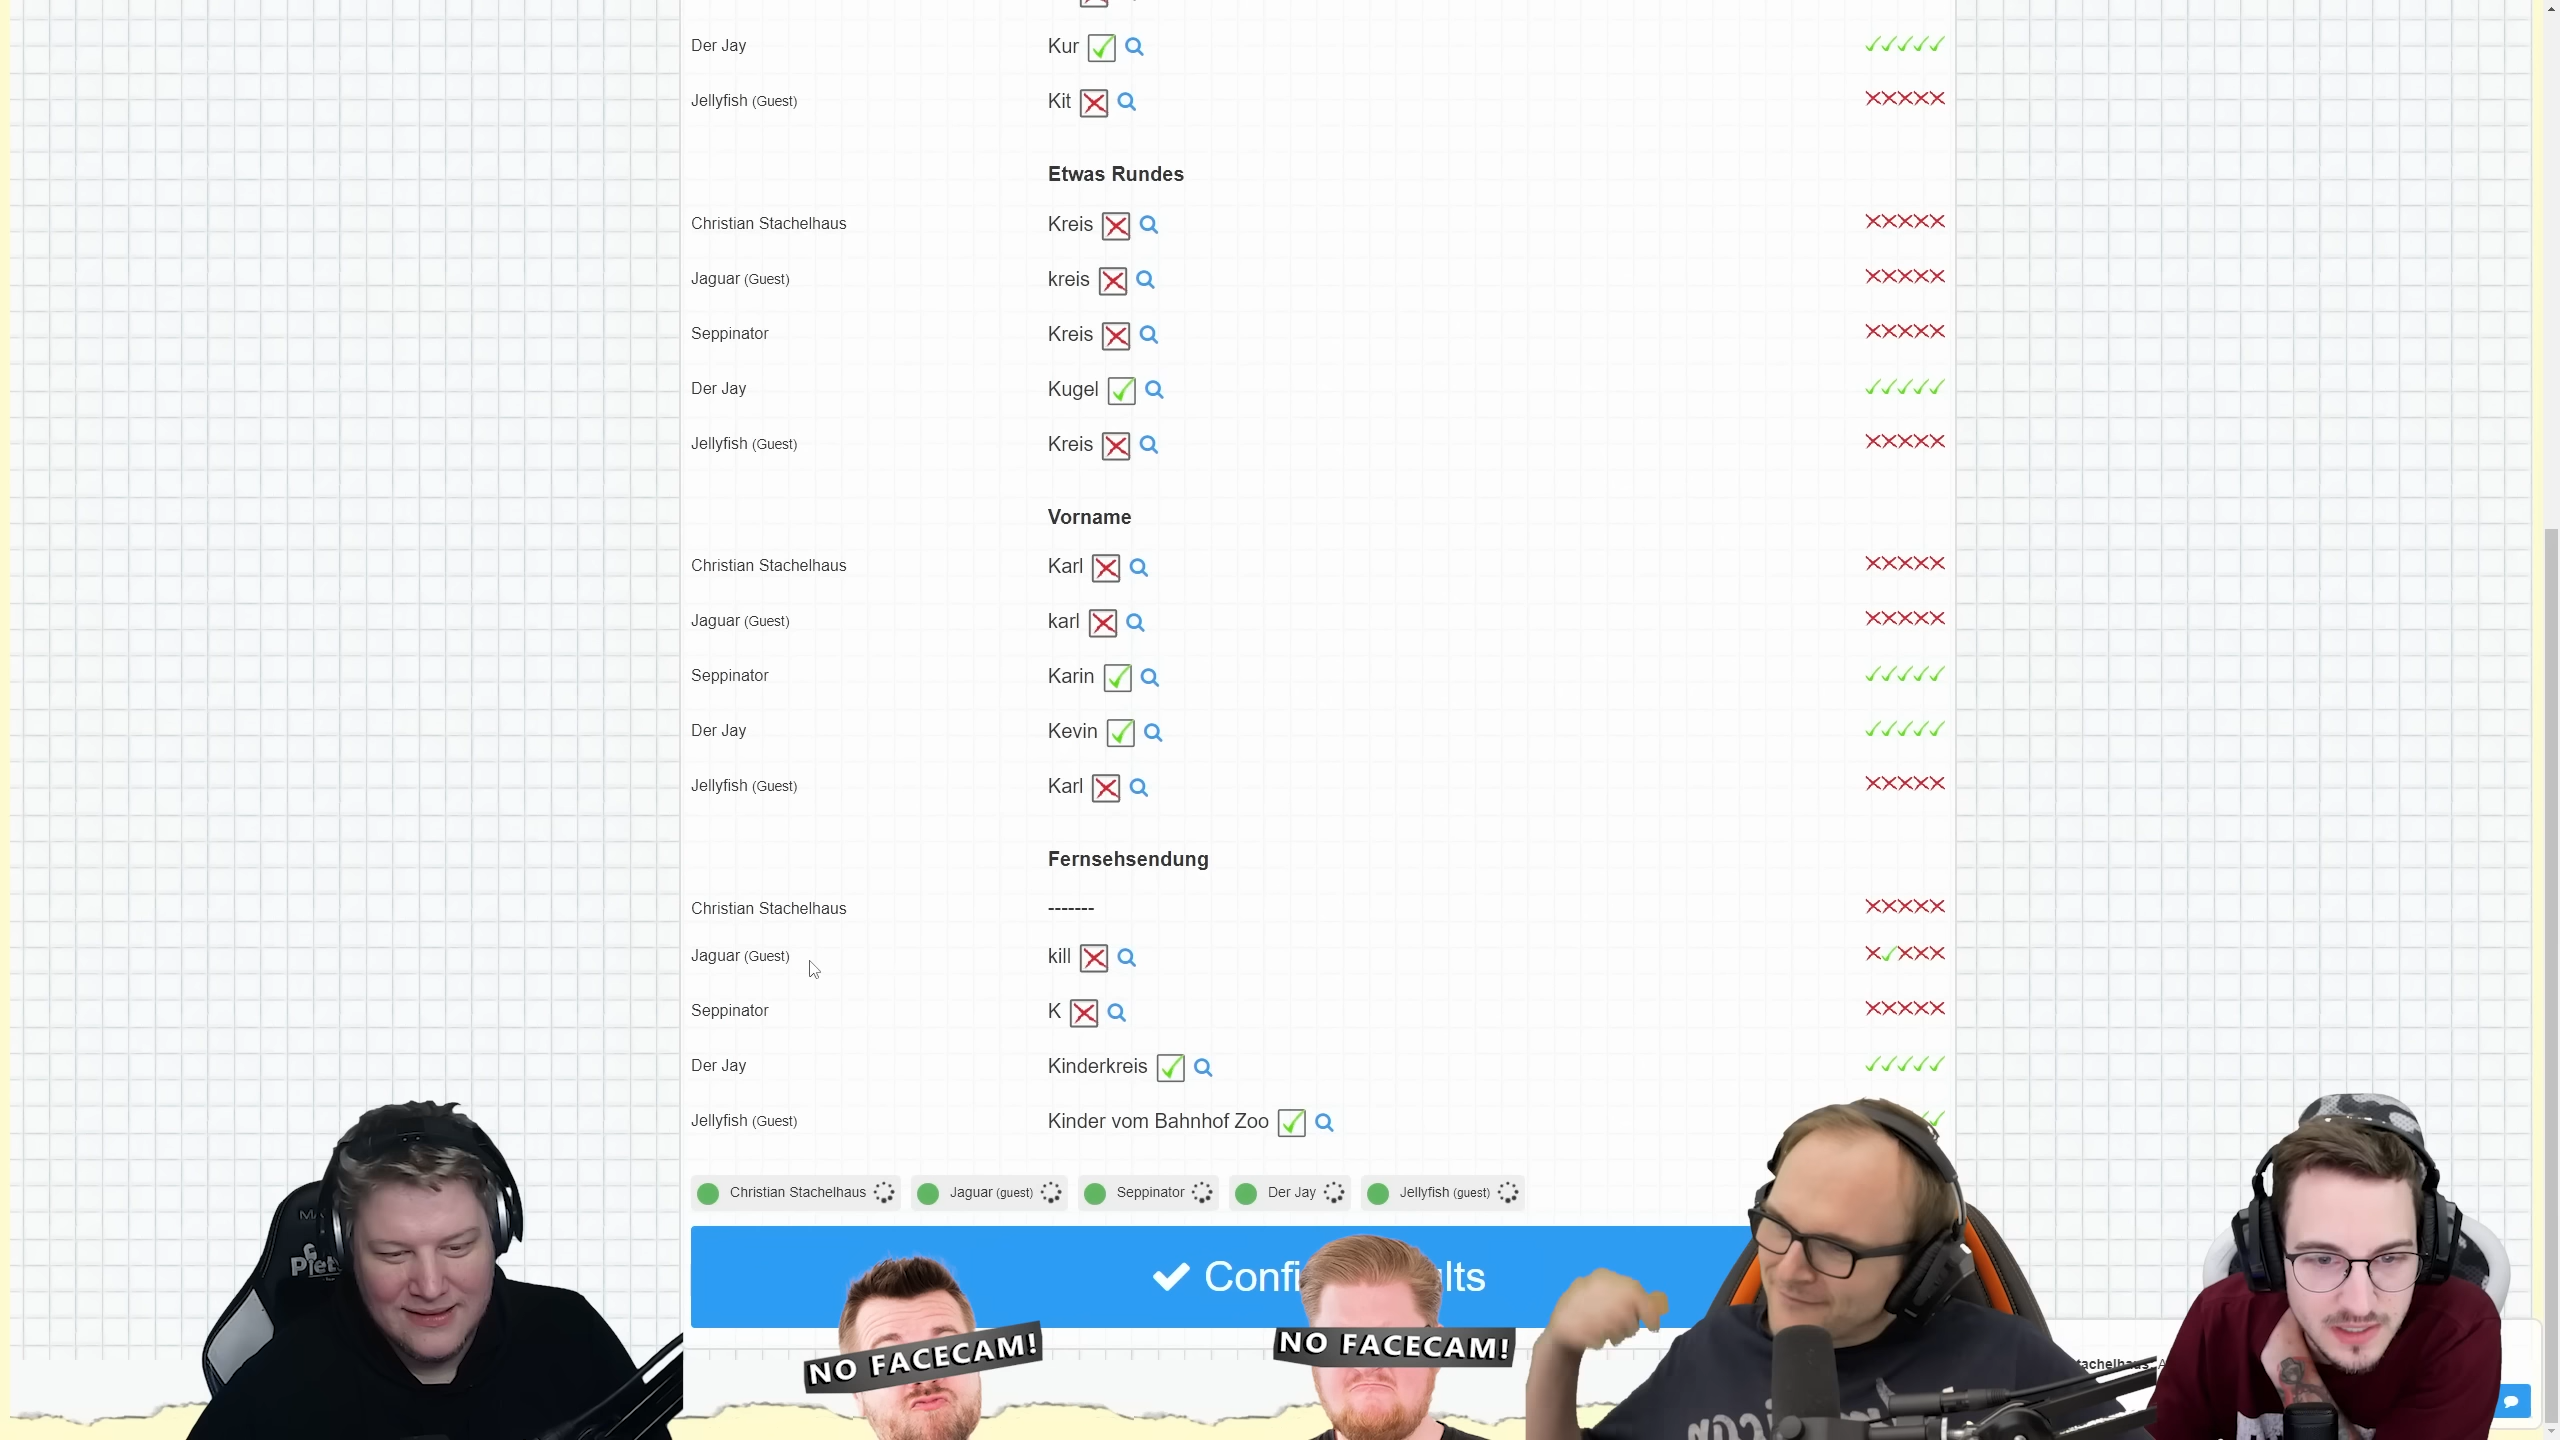 Der Jay Kur
Jellyfish (Guest) Kit
Etwas Rundes
Christian Stachelhaus Kreis
Jaguar (Guest) kreis
Seppinator Kreis
Der Jay Kugel
Jellyfish (Guest) Kreis
Vorname
Christian Stachelhaus Karl
Jaguar (Guest) karl
Seppinator Karin
Der Jay Kevin
Jellyfish (Guest) Karl
Fernsehsendung
Christian Stachelhaus -------
Jaguar (Guest) kill
Seppinator K
Der Jay Kinderkreis
Jellyfish (Guest) Kinder vom Bahnhof Zoo
Christian Stachelhaus Jaguar (guest) Seppinator Der Jay Jellyfish (guest)
NO FACECAM!
NO FACECAM!